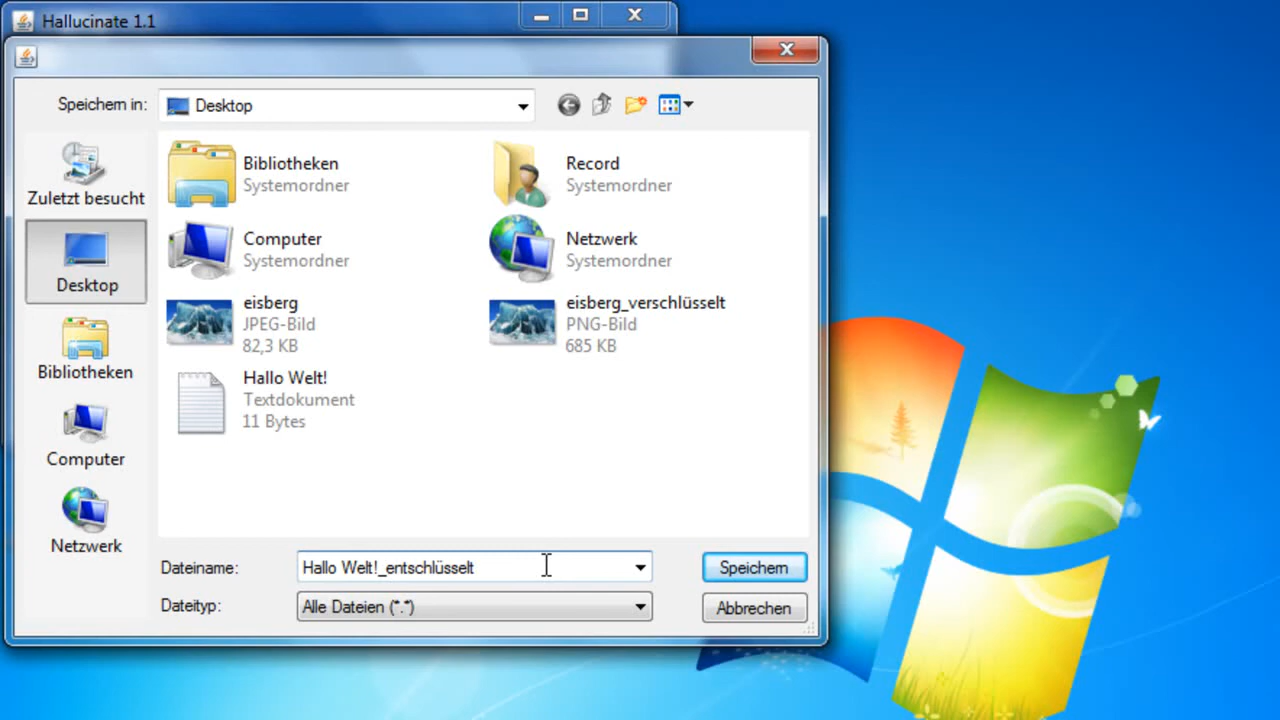 Hallucinate 1.1
Speichern in:
Desktop
Zuletzt besucht
Desktop
Bibliotheken
Computer
Netzwerk
Bibliotheken
Systemordner
Record
Systemordner
Computer
Systemordner
Netzwerk
Systemordner
eisberg
JPEG-Bild
82,3 KB
eisberg_verschlüsselt
PNG-Bild
685 KB
Hallo Welt!
Textdokument
11 Bytes
Dateiname:
Hallo Welt!_entschlüsselt
Speichern
Dateityp:
Alle Dateien (*.*)
Abbrechen